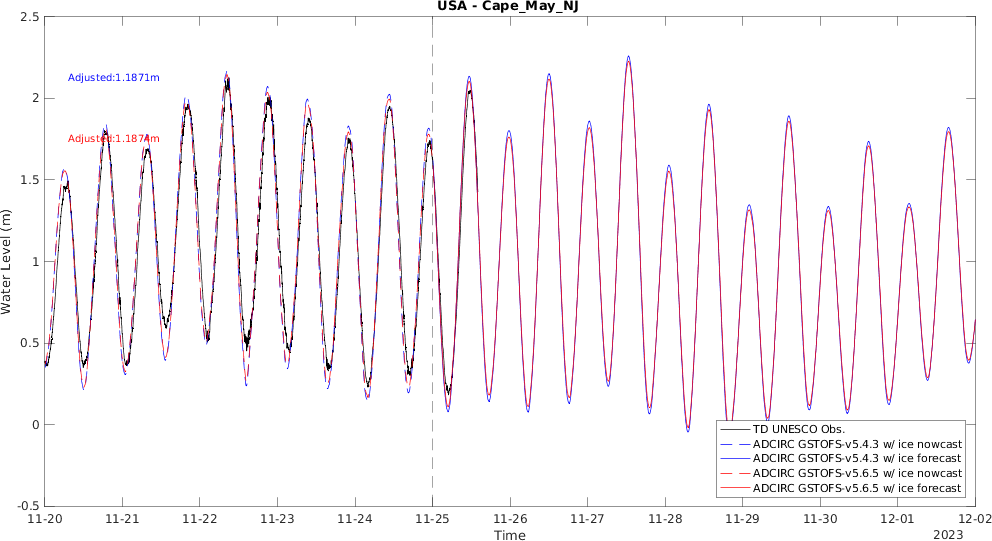 USA - Cape_May_NJ
2.5
Adjusted:1.1871m
2
Adjusted:1.1874m
1.5
1
Water Level (m)
0.5
0
-0.5
TD UNESCO Obs.
ADCIRC GSTOFS-v5.4.3 w/ ice nowcast
ADCIRC GSTOFS-v5.4.3 w/ ice forecast
ADCIRC GSTOFS-v5.6.5 w/ ice nowcast
ADCIRC GSTOFS-v5.6.5 w/ ice forecast
11-20 11-21 11-22 11-23 11-24 11-25 11-26 11-27 11-28 11-29 11-30 12-01 12-02
Time
2023